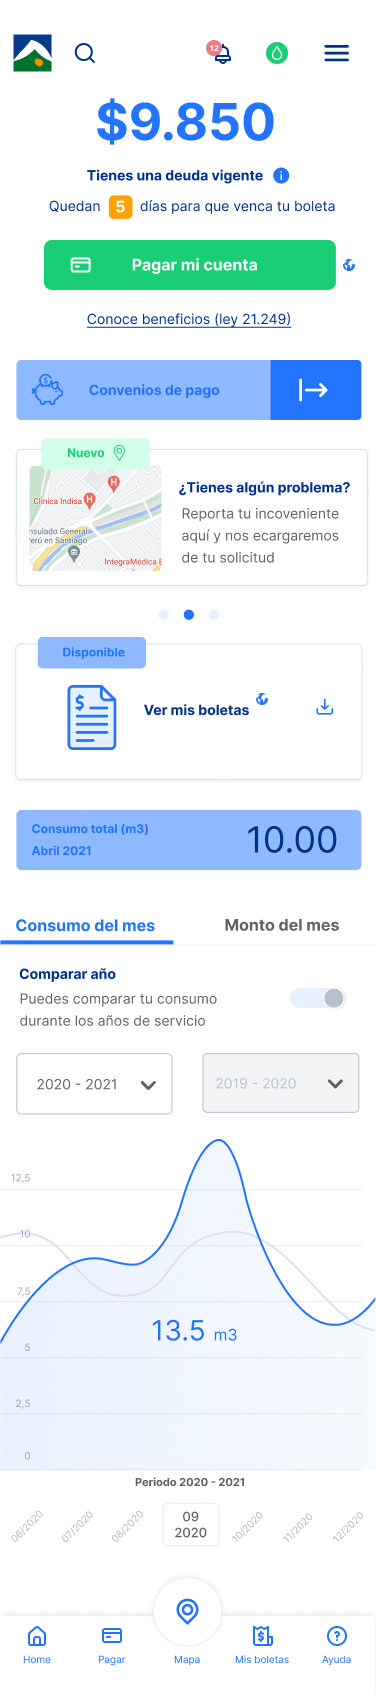 12
$9.850
Tienes una deuda vigente
Quedan 5 días para que venca tu boleta
Pagar mi cuenta
Conoce beneficios (ley 21.249)
Convenios de pago
Nuevo
Clínica Indisa
H
H
nsulado General
erú en Santiago
IntegraMédica E
¿Tienes algún problema?
Reporta tu incoveniente
aquí y nos ecargaremos
de tu solicitud
Disponible
$
Ver mis boletas
Consumo total (m3)
Abril 2021
10.00
Consumo del mes
Monto del mes
Comparar año
Puedes comparar tu consumo
durante los años de servicio
2020 - 2021
2019 - 2020
12,5
10
7,5
13.5 m3
5
2,5
0
Periodo 2020 - 2021
06/2020
07/2020
08/2020
09
2020
10/2020
11/2020
12/2020
Home
Pagar
Mapa
Mis boletas
Ayuda